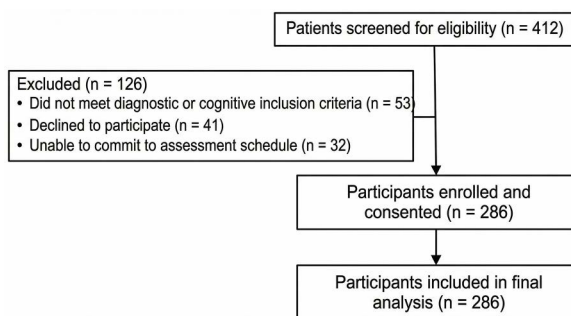 Patients screened for eligibility (n = 412)
Excluded (n = 126)
• Did not meet diagnostic or cognitive inclusion criteria (n = 53)
• Declined to participate (n = 41)
• Unable to commit to assessment schedule (n = 32)
Participants enrolled and
consented (n = 286)
Participants included in final
analysis (n = 286)